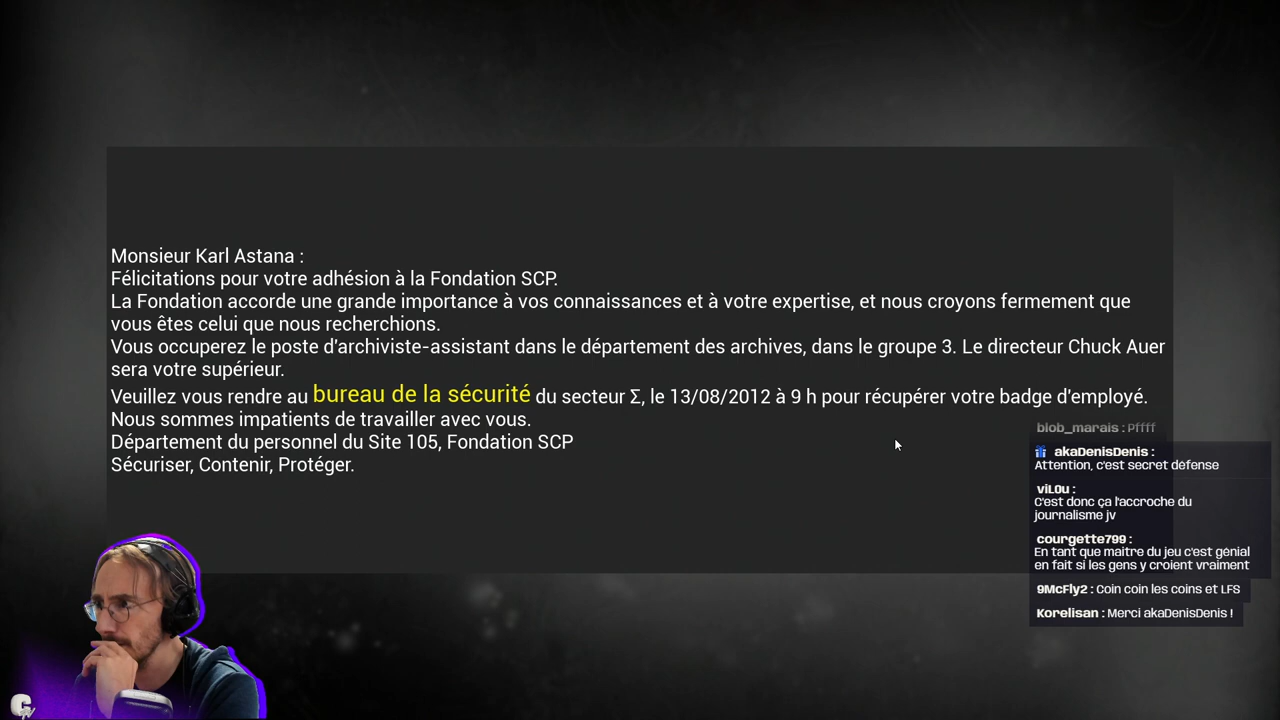 Monsieur Karl Astana :
Félicitations pour votre adhésion à la Fondation SCP.
La Fondation accorde une grande importance à vos connaissances et à votre expertise, et nous croyons fermement que
vous êtes celui que nous recherchions.
Vous occuperez le poste d'archiviste-assistant dans le département des archives, dans le groupe 3. Le directeur Chuck Auer
sera votre supérieur.
Veuillez vous rendre au bureau de la sécurité du secteur Σ, le 13/08/2012 à 9 h pour récupérer votre badge d'employé.
Nous sommes impatients de travailler avec vous.
Département du personnel du Site 105, Fondation SCP
Sécuriser, Contenir, Protéger.
blob_marais : Pffff
akaDenisDenis :
Attention, c'est secret défense
viL0u :
C'est donc ça l'accroche du
journalisme jv
courgette799 :
En tant que maitre du jeu c'est génial
en fait si les gens y croient vraiment
9McFly2 : Coin coin les coins et LFS
Korelisan : Merci akaDenisDenis !